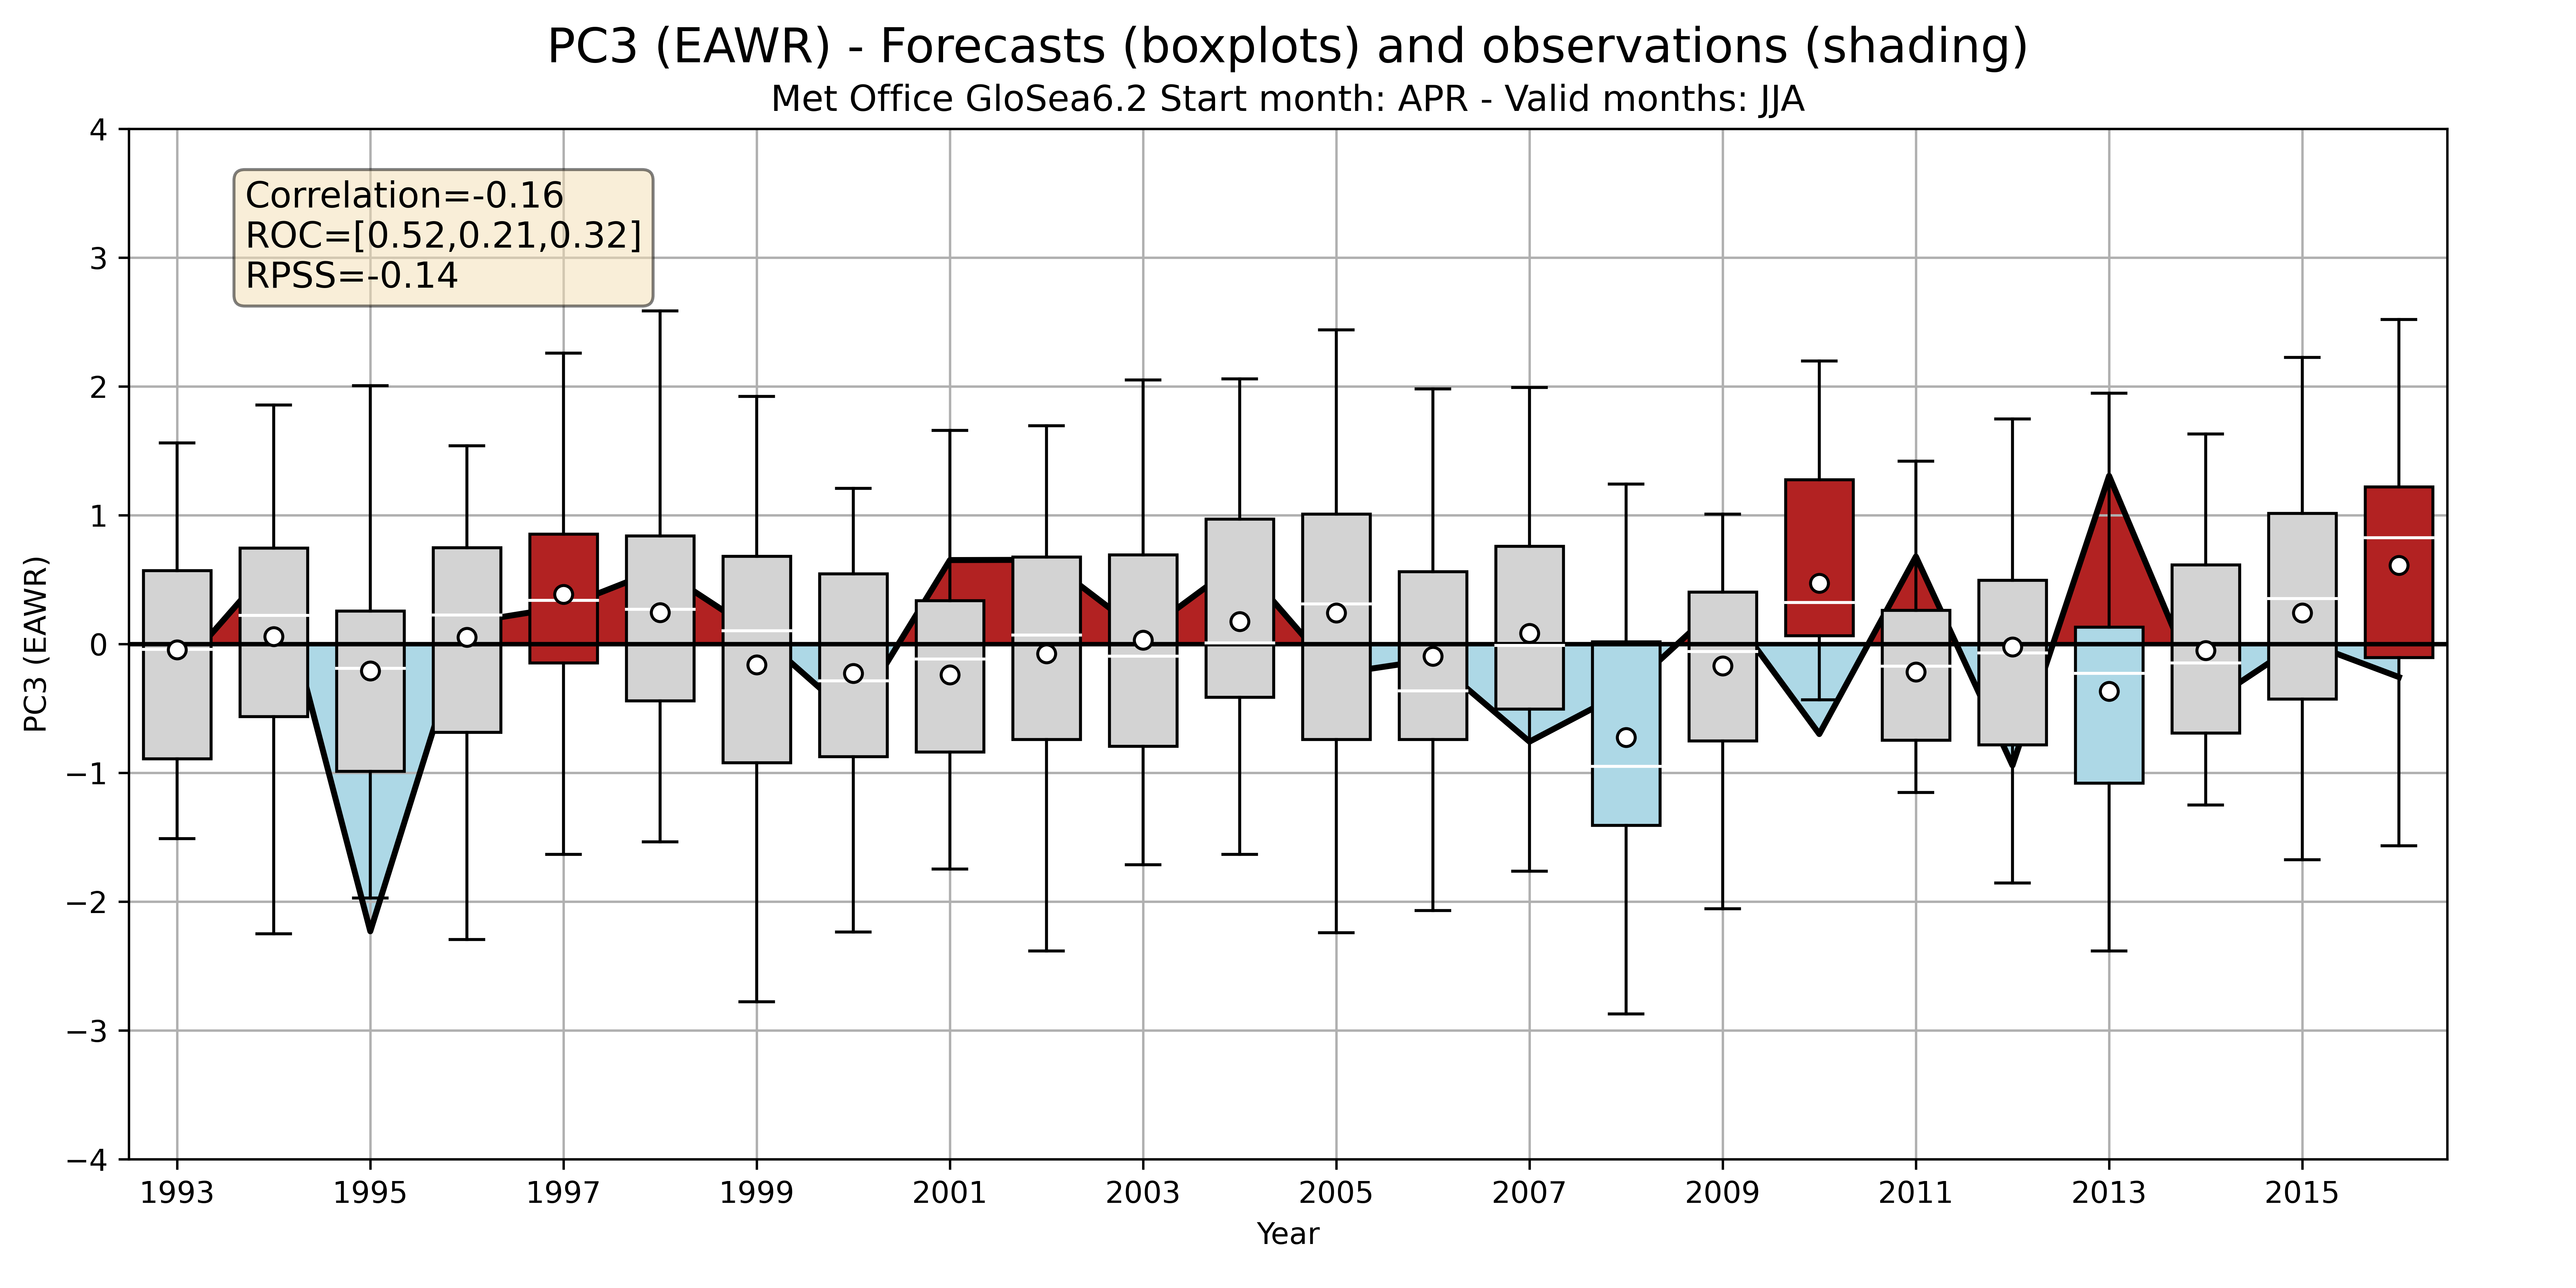 PC3 (EAWR) - Forecasts (boxplots) and observations (shading)
Met Office GloSea6.2 Start month: APR - Valid months: JJA
Correlation=-0.16
ROC=[0.52,0.21,0.32]
RPSS=-0.14
PC3 (EAWR)
4
3
2
1
0
−1
−2
−3
−4
1993 1995 1997 1999 2001 2003 2005 2007 2009 2011 2013 2015
Year